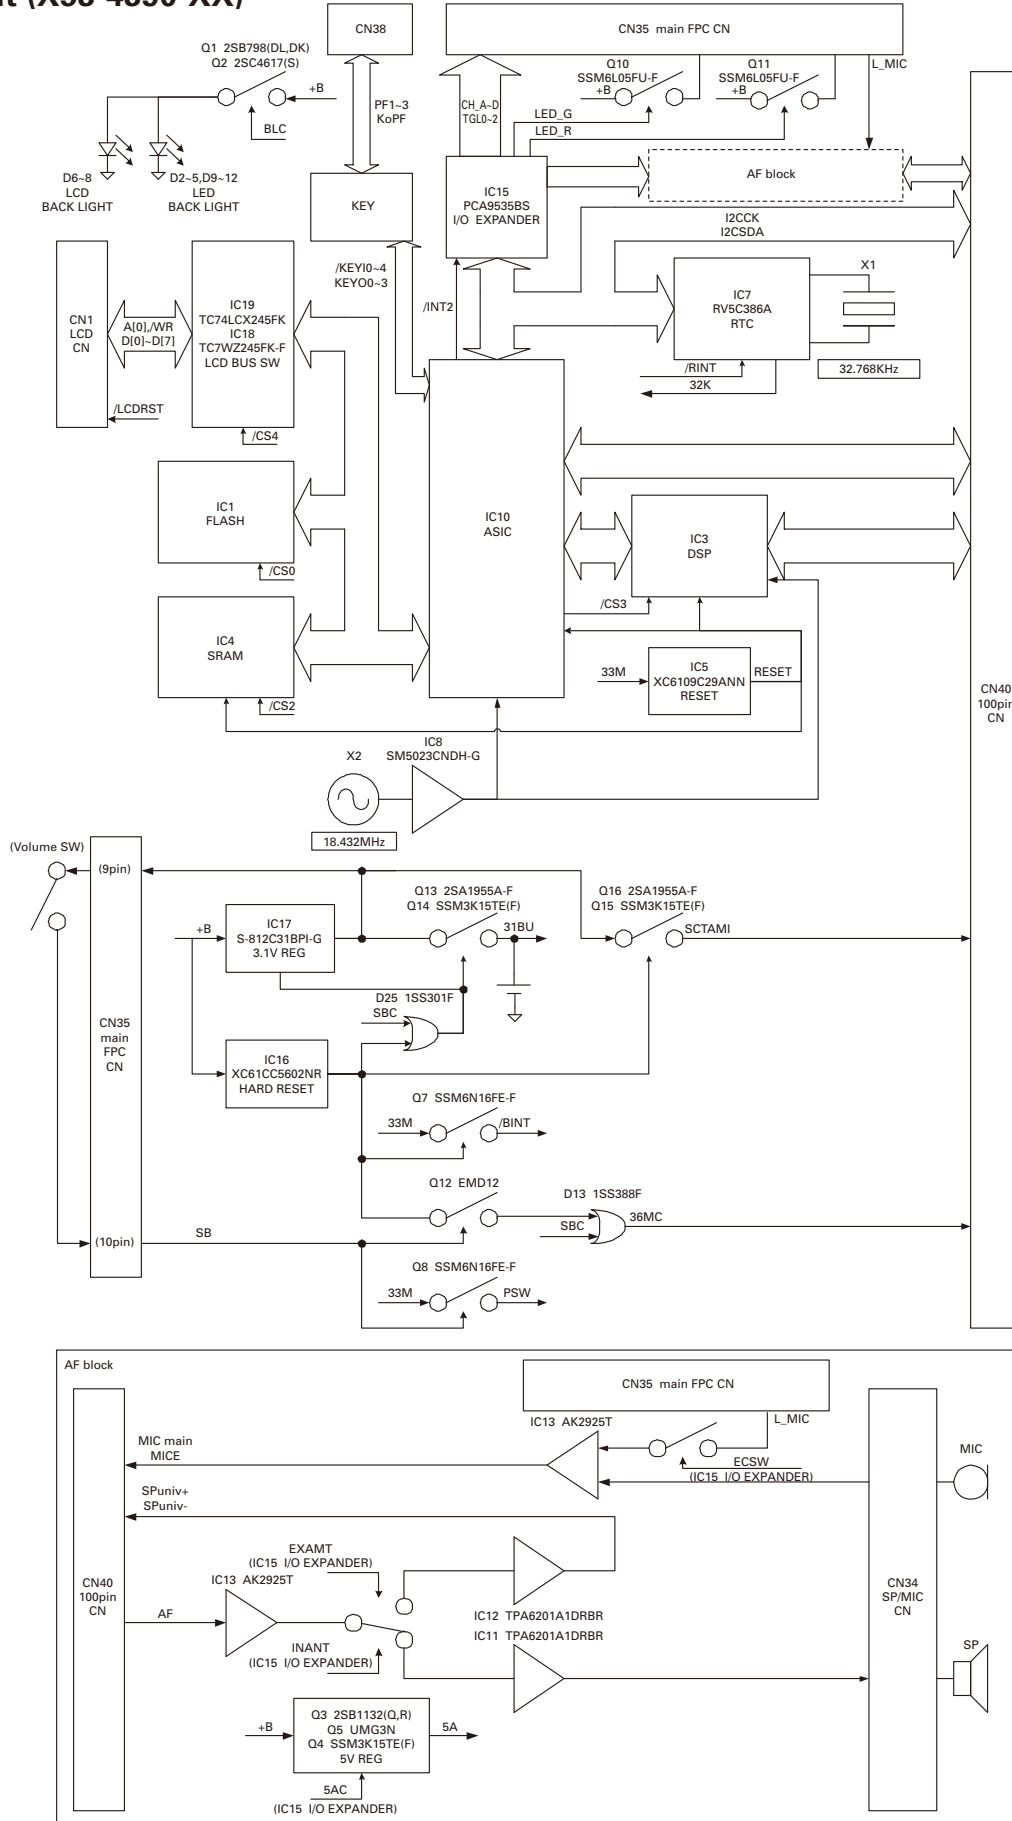 CN38
CN35 main FPC CN
Q1 2SB798(DL,DK)
Q2 2SC4617(S)
+B
BLC
PF1~3
KoPF
CH_A~D
TGL0~2
Q10
SSM6L05FU-F
+B
Q11
SSM6L05FU-F
+B
L_MIC
LED_G
LED_R
D6~8
LCD
BACK LIGHT
D2~5,D9~12
LED
BACK LIGHT
KEY
IC15
PCA9535BS
I/O EXPANDER
AF block
I2CCK
I2CSDA
/KEYI0~4
KEYO0~3
/INT2
CN1
LCD
CN
A[0],/WR
D[0]~D[7]
IC19
TC74LCX245FK
IC18
TC7WZ245FK-F
LCD BUS SW
IC7
RV5C386A
RTC
X1
32.768KHz
/RINT
32K
/LCDRST
/CS4
IC1
FLASH
/CS0
IC10
ASIC
IC3
DSP
/CS3
IC4
SRAM
/CS2
33M
IC5
XC6109C29ANN
RESET
RESET
CN40
100pin
CN
X2
IC8
SM5023CNDH-G
18.432MHz
(Volume SW)
(9pin)
+B
IC17
S-812C31BPI-G
3.1V REG
Q13 2SA1955A-F
Q14 SSM3K15TE(F)
31BU
Q16 2SA1955A-F
Q15 SSM3K15TE(F)
SCTAMI
D25 1SS301F
SBC
CN35
main
FPC
CN
IC16
XC61CC5602NR
HARD RESET
Q7 SSM6N16FE-F
33M
/BINT
Q12 EMD12
D13 1SS388F
SBC
36MC
(10pin)
SB
Q8 SSM6N16FE-F
33M
PSW
AF block
CN35 main FPC CN
IC13 AK2925T
L_MIC
MIC main
MICE
ECSW
(IC15 I/O EXPANDER)
MIC
SPuniv+
SPuniv-
EXAMT
(IC15 I/O EXPANDER)
CN40
100pin
CN
IC13 AK2925T
AF
IC12 TPA6201A1DRBR
IC11 TPA6201A1DRBR
CN34
SP/MIC
CN
INANT
(IC15 I/O EXPANDER)
SP
+B
Q3 2SB1132(Q,R)
Q5 UMG3N
Q4 SSM3K15TE(F)
5V REG
5A
5AC
(IC15 I/O EXPANDER)